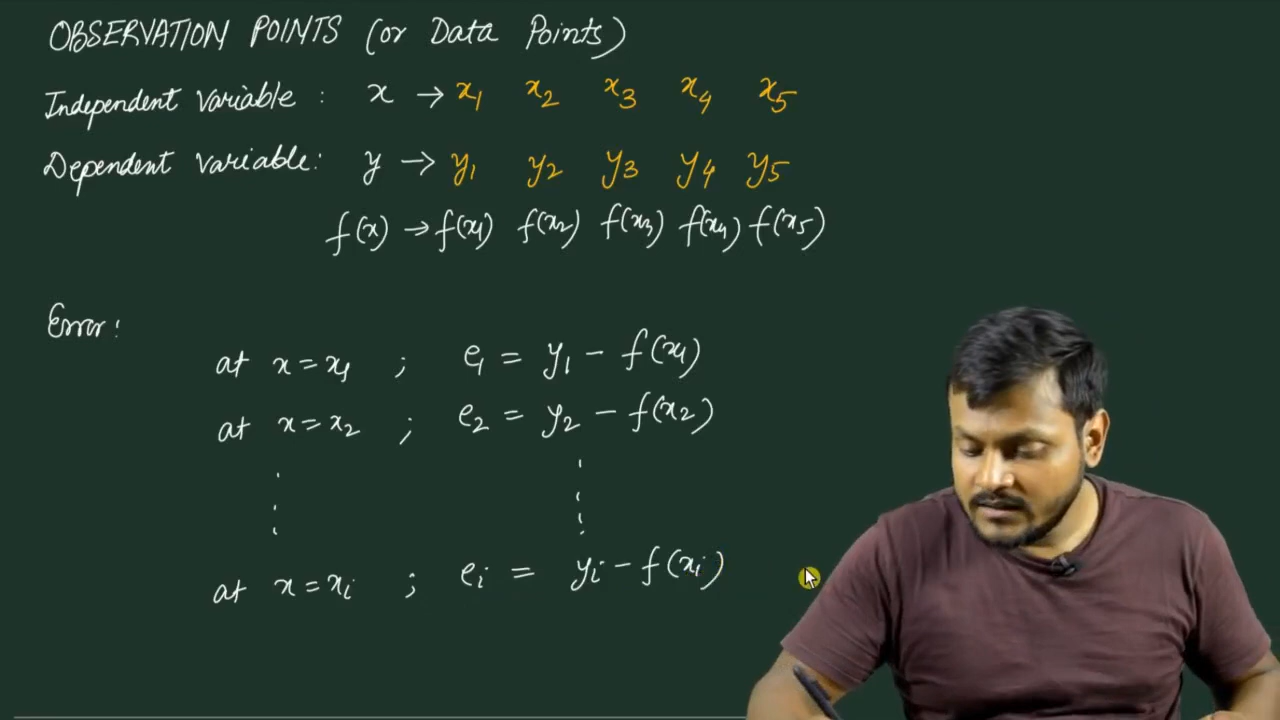 OBSERVATION POINTS (or Data Points)
Independent Variable : x → x1 x2 x3 x4 x5
Dependent Variable: y → y1 y2 y3 y4 y5
f(x) → f(x1) f(x2) f(x3) f(x4) f(x5)
Error:
at x = x1 ; e1 = y1 - f(x1)
at x = x2 ; e2 = y2 - f(x2)
at x = xi ; ei = yi - f(xi)